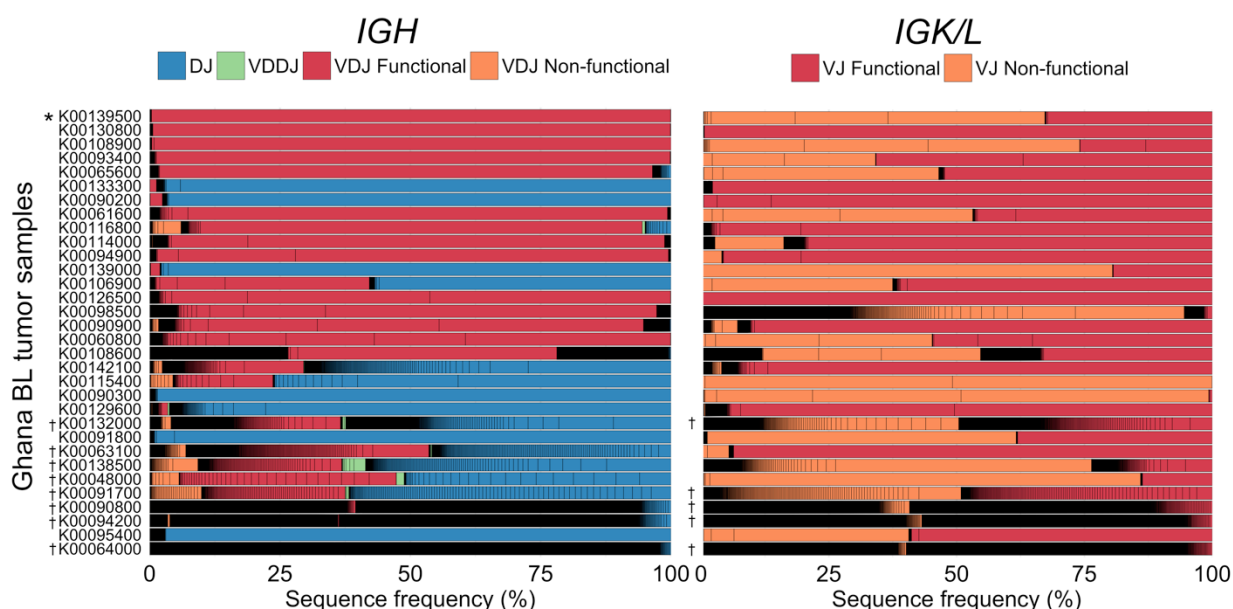 IGH
IGK/L
DJ VDDJ VDJ Functional VDJ Non-functional
VJ Functional VJ Non-functional
Ghana BL tumor samples
* K00139500
K00130800
K00108900
K00093400
K00065600
K00133300
K00090200
K00061600
K00116800
K00114000
K00094900
K00139000
K00106900
K00126500
K00098500
K00090900
K00060800
K00108600
K00142100
K00115400
K00090300
K00129600
†K00132000 †
K00091800
†K00063100
†K00138500
†K00048000
†K00091700 †
†K00090800 †
†K00094200 †
K00095400
†K00064000 †
0 25 50 75 100
0 25 50 75 100
Sequence frequency (%)
Sequence frequency (%)